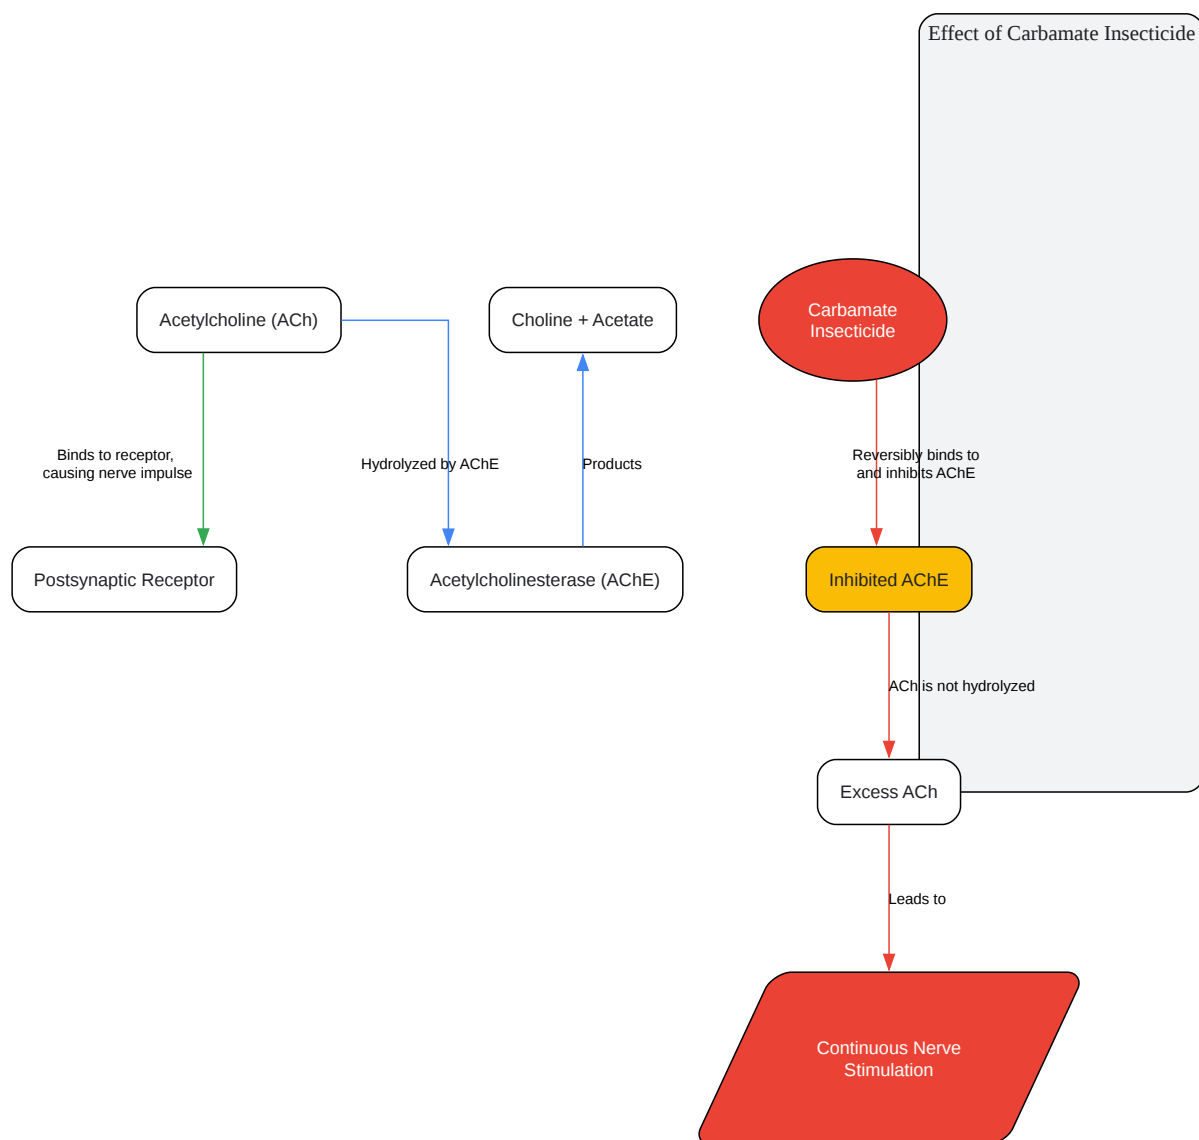 Effect of Carbamate Insecticide
Acetylcholine (ACh)
Choline + Acetate
Carbamate
Insecticide
Binds to receptor,
causing nerve impulse
Hydrolyzed by AChE
Products
Reversibly binds to
and inhibits AChE
Postsynaptic Receptor
Acetylcholinesterase (AChE)
Inhibited AChE
ACh is not hydrolyzed
Excess ACh
Leads to
Continuous Nerve
Stimulation